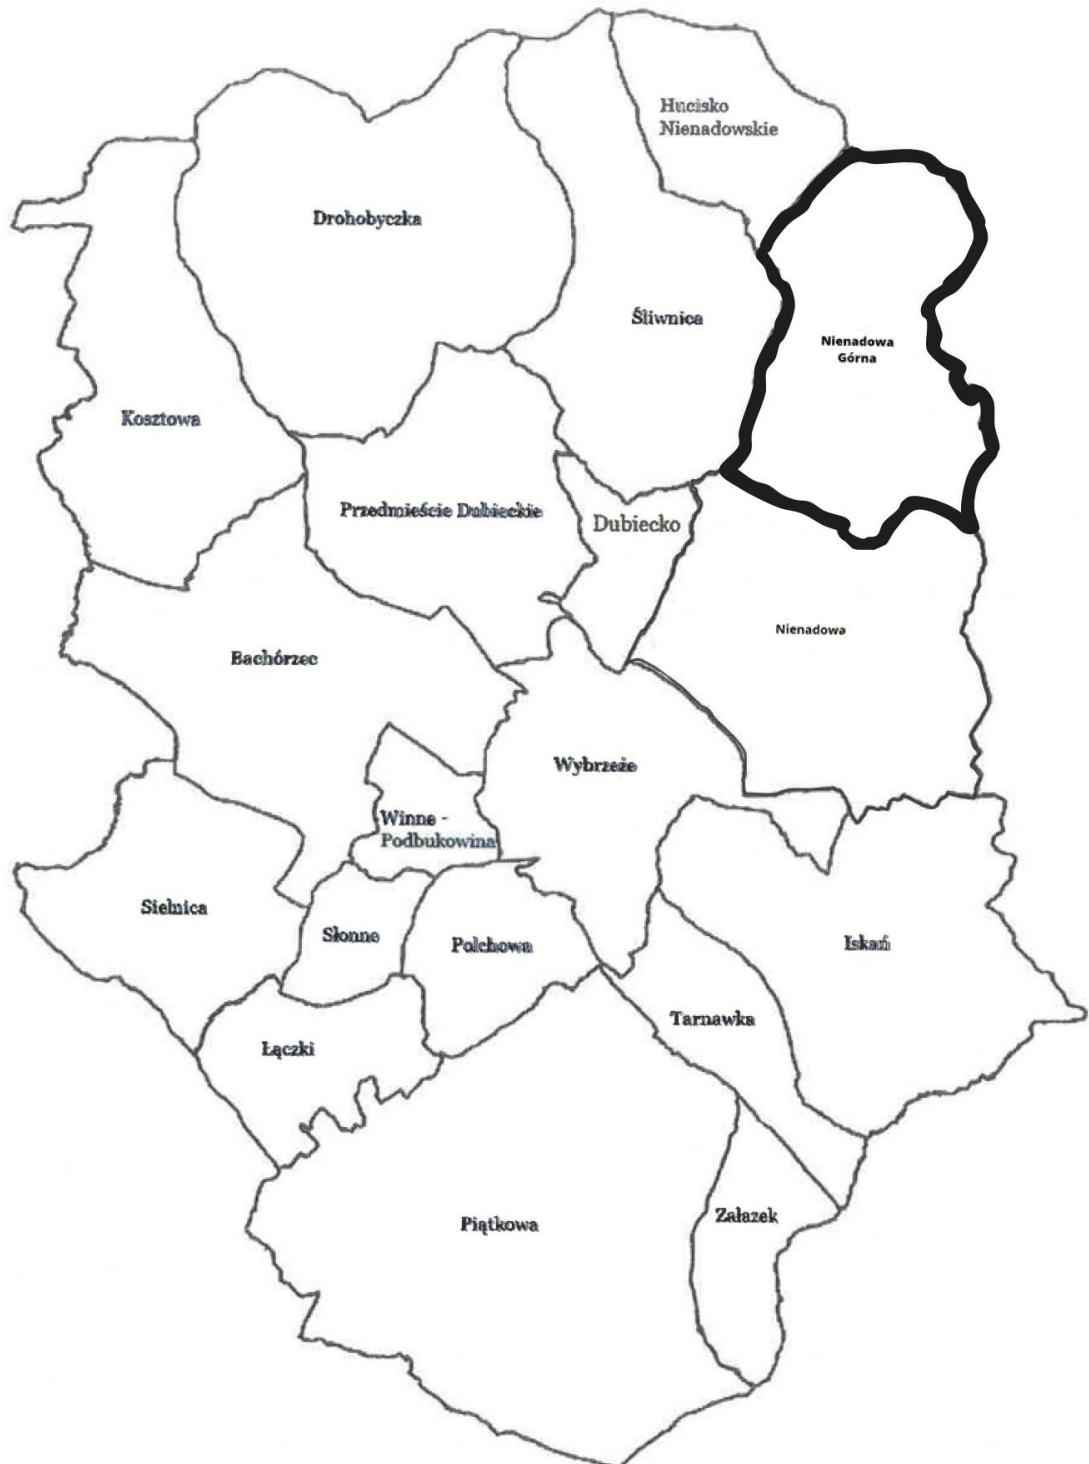 Hucisko
Nienadowskie
Drohobyczka
Śliwnica
Nienadowa
Górna
Kosztowa
Przedmieście Dubieckie
Dubiecko
Nienadowa
Bachórzec
Wybrzeże
Winne -
Podbukowina
Sielnica
Słonne
Polchowa
Iskań
Tarnawka
Łączki
Piątkowa
Załazek